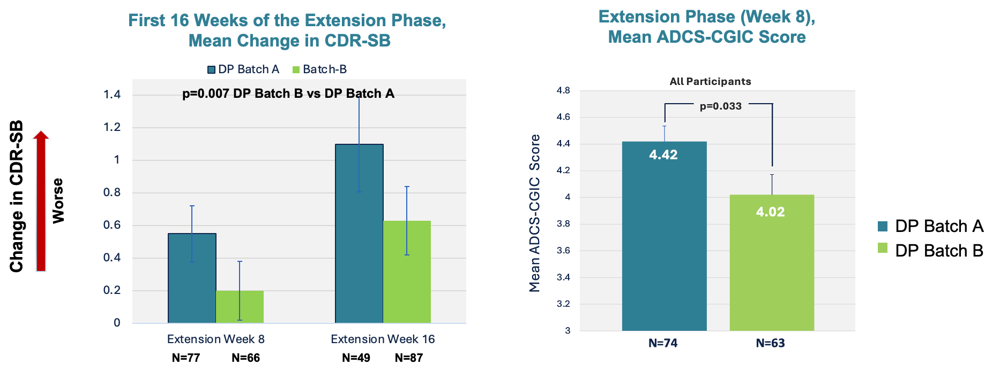 First 16 Weeks of the Extension Phase,
Mean Change in CDR-SB
DP Batch A Batch-B
p=0.007 DP Batch B vs DP Batch A
Change in CDR-SB
Worse
1.4
1.2
1
0.8
0.6
0.4
0.2
0
Extension Week 8 Extension Week 16
N=77 N=66 N=49 N=87
Extension Phase (Week 8),
Mean ADCS-CGIC Score
All Participants
Mean ADCS-CGIC Score
4.8
4.6
4.4
4.2
4
3.8
3.6
3.4
3.2
3
p=0.033
4.42
4.02
N=74 N=63
DP Batch A
DP Batch B